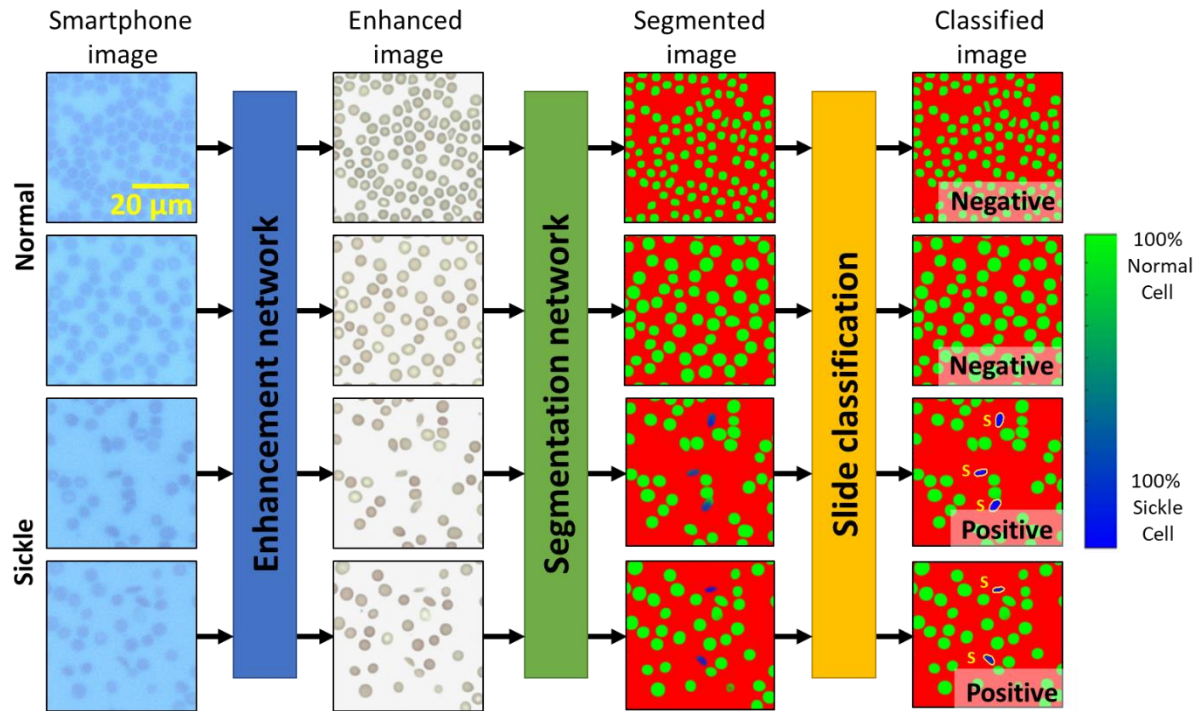 Smartphone
image
Enhanced
image
Segmented
image
Classified
image
Normal
20 µm
Enhancement network
Segmentation network
Slide classification
Negative
Negative
100%
Normal
Cell
Sickle
S
S
S
Positive
100%
Sickle
Cell
S
S
Positive